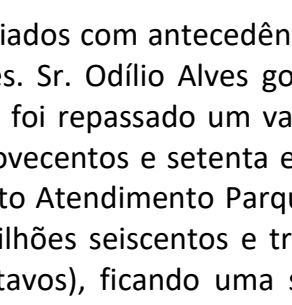 iados com antecedên
es. Sr. Odílio Alves go
foi repassado um va
ovecentos e setenta e
to Atendimento Parqu
ilhões seiscentos e tr
tavos), ficando uma s